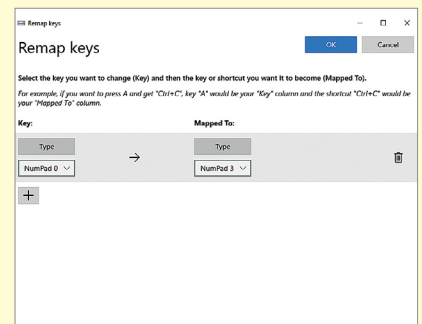 Remap keys
Remap keys
OK Cancel
Select the key you want to change (Key) and then the key or shortcut you want it to become (Mapped To).
For example, if you want to press A and get "Ctrl+C", key "A" would be your "Key" column and the shortcut "Ctrl+C" would be
your "Mapped To" column.
Key: Mapped To:
Type Type
NumPad 0 NumPad 3